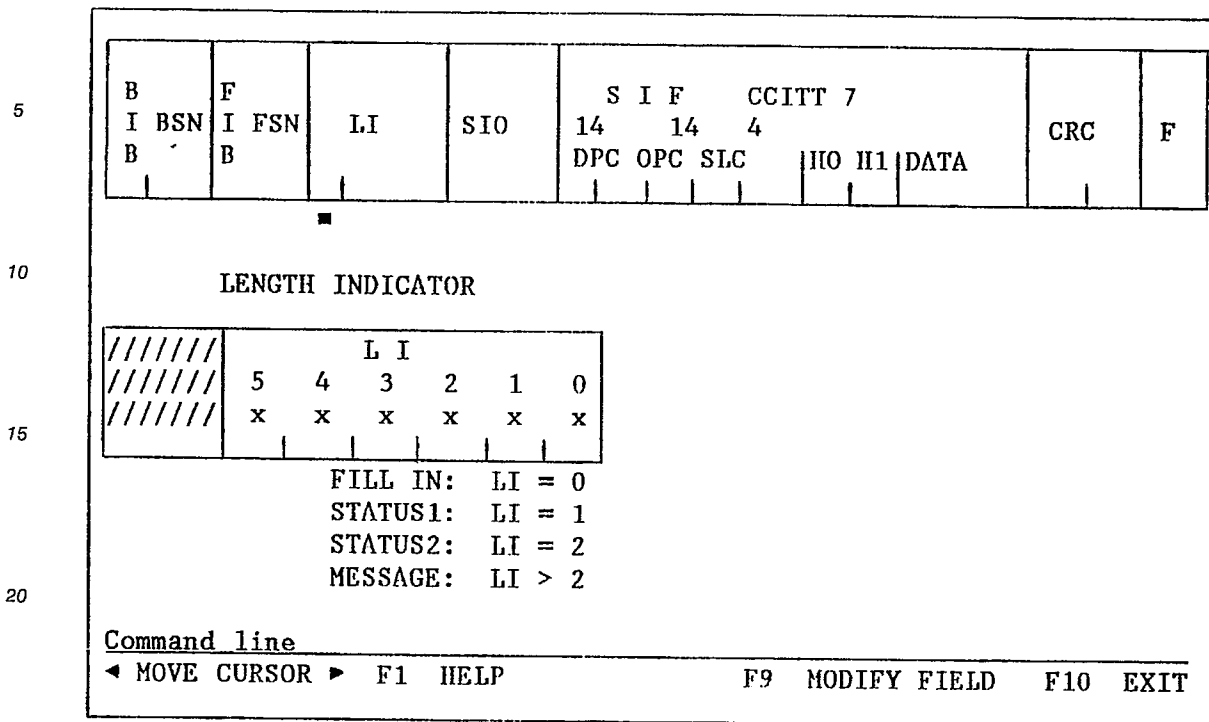 B F
I BSN I FSN LI SIO S I F CCITT 7 CRC F
B B 14 14 4
DPC OPC SLC H0 H1 DATA
5
10
LENGTH INDICATOR
/////// L I
/////// 5 4 3 2 1 0
/////// x x x x x x
15
FILL IN: LI = 0
STATUS1: LI = 1
STATUS2: LI = 2
MESSAGE: LI > 2
20
Command line
◄ MOVE CURSOR ► F1 HELP F9 MODIFY FIELD F10 EXIT